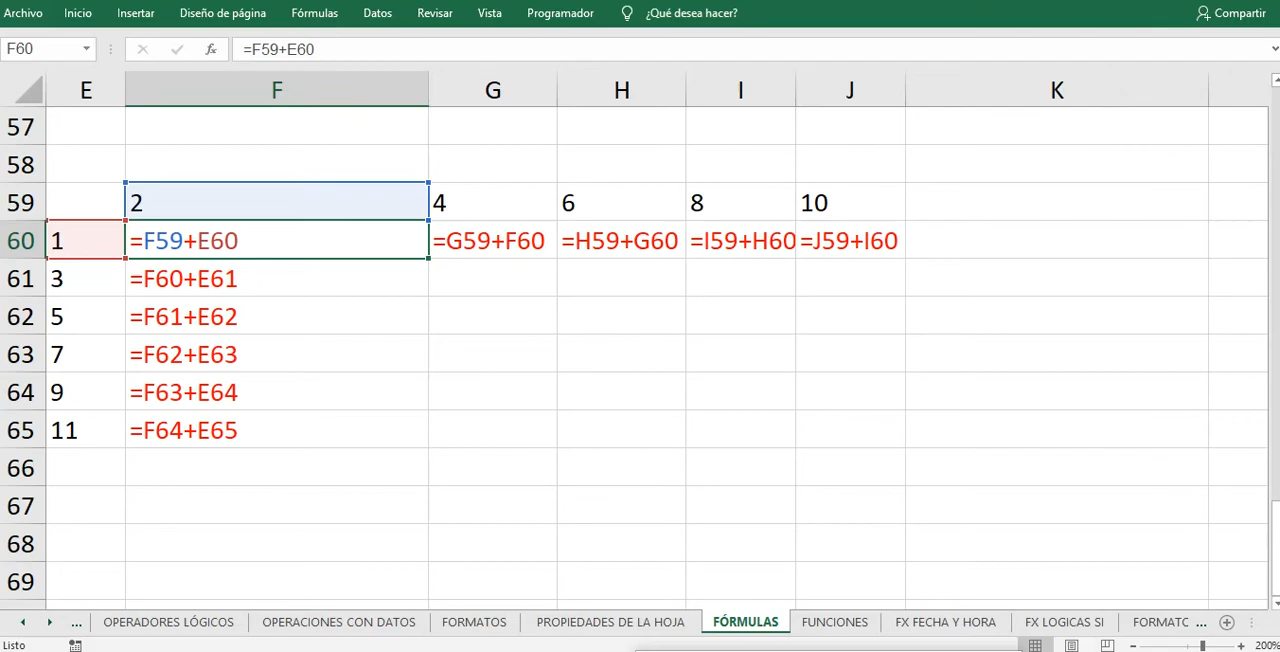 Archivo Inicio Insertar Diseño de página Fórmulas Datos Revisar Vista Programador ¿Qué desea hacer? Compartir
F60 fx =F59+E60
E F G H I J K
57
58
59 2 4 6 8 10
60 1 =F59+E60 =G59+F60 =H59+G60 =I59+H60 =J59+I60
61 3 =F60+E61
62 5 =F61+E62
63 7 =F62+E63
64 9 =F63+E64
65 11 =F64+E65
66
67
68
69
... OPERADORES LÓGICOS OPERACIONES CON DATOS FORMATOS PROPIEDADES DE LA HOJA FÓRMULAS FUNCIONES FX FECHA Y HORA FX LOGICAS SI FORMATC ...
Listo 200%